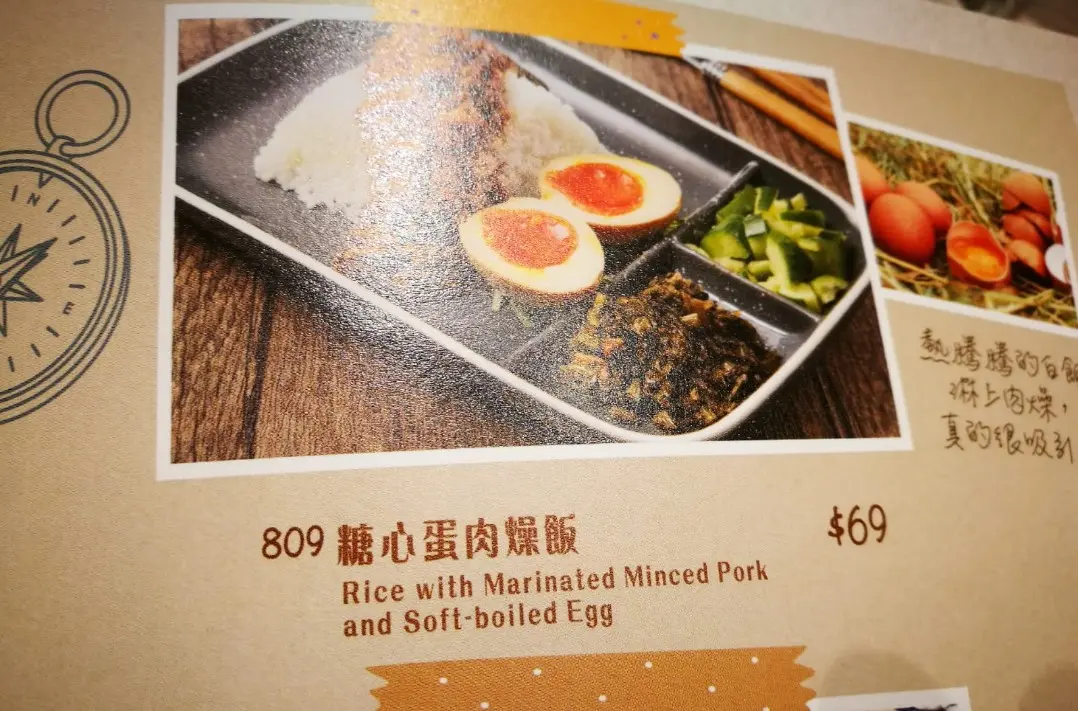 N
E
熱騰騰的白飯
淋上肉燥,
真的很吸引
809 糖心蛋肉燥飯 $69
Rice with Marinated Minced Pork
and Soft-boiled Egg